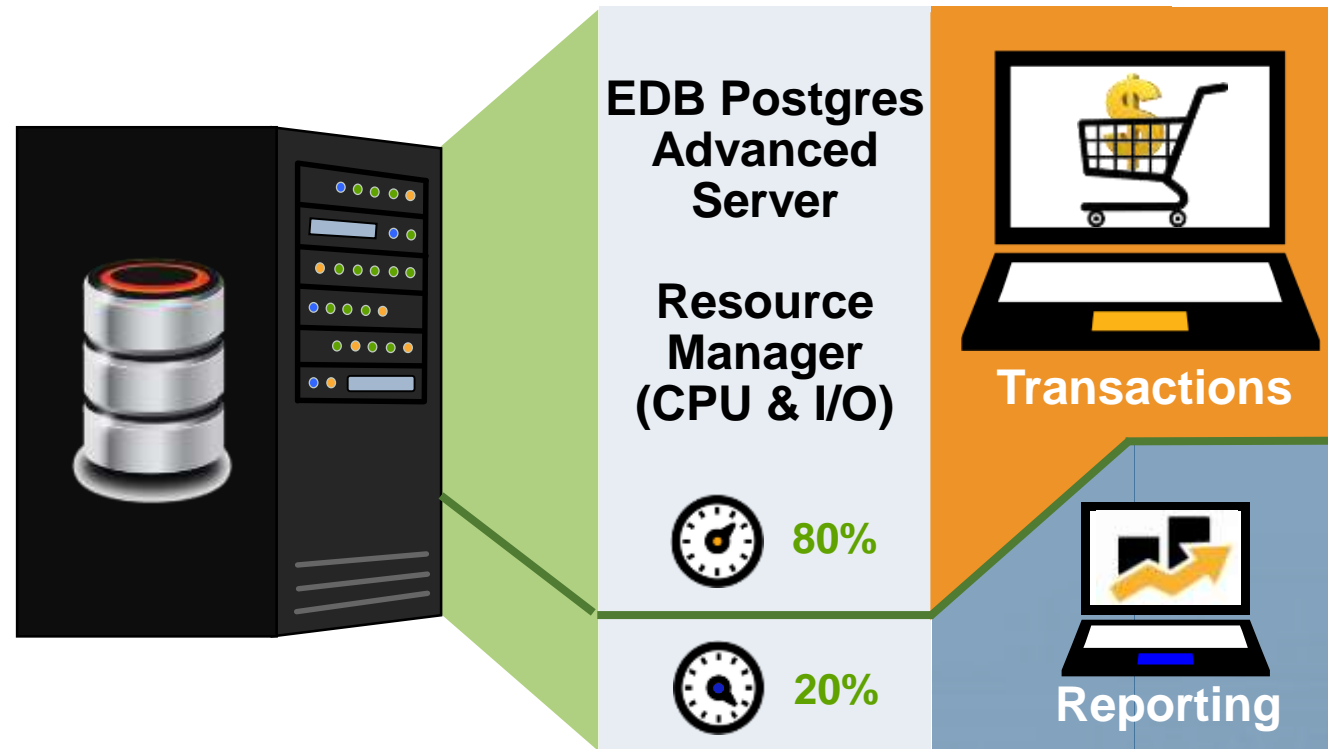 EDB Postgres
Advanced
Server
Resource
Manager
(CPU & I/O)
80%
20%
Transactions
Reporting